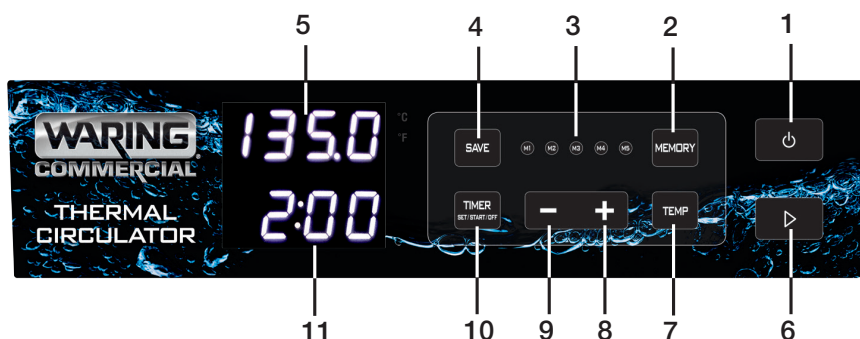 5 4 3 2 1
WARING
COMMERCIAL
THERMAL
CIRCULATOR
135.0
°C
°F
2:00
SAVE
M1 M2 M3 M4 M5
MEMORY
TIMER
SET/START/OFF
TEMP
11 10 9 8 7 6